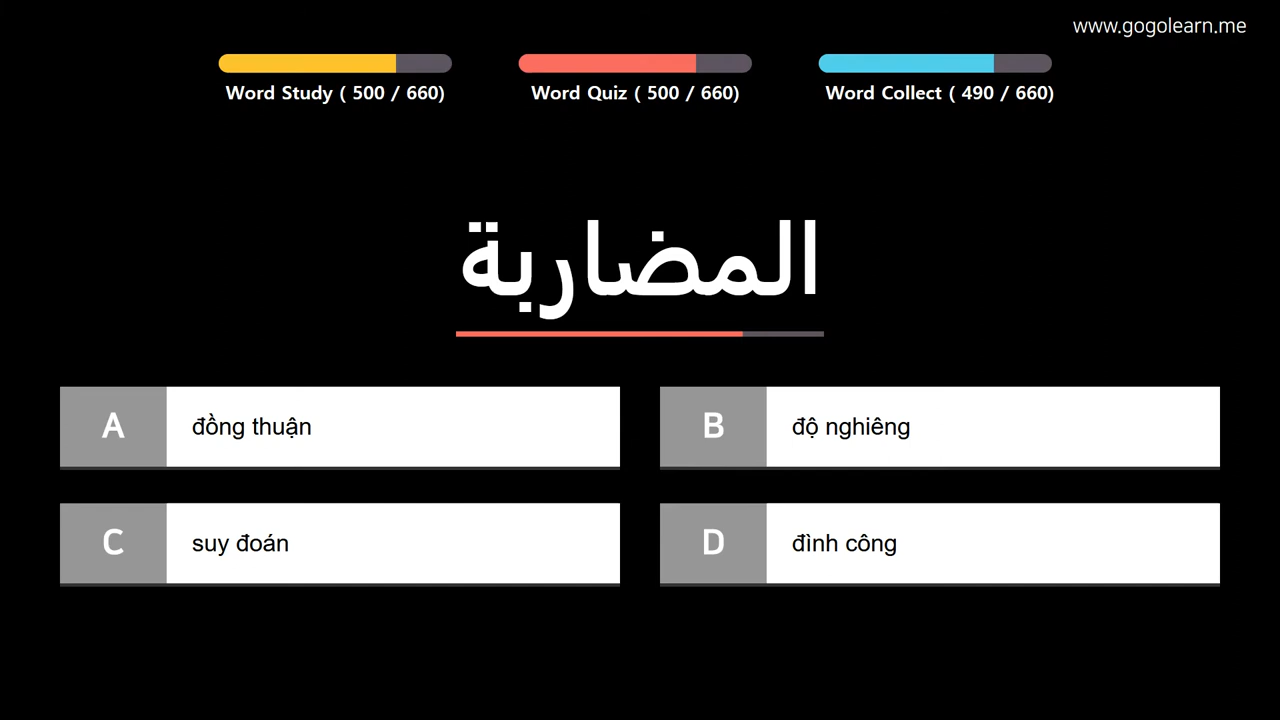 www.gogolearn.me
Word Study ( 500 / 660)
Word Quiz ( 500 / 660)
Word Collect ( 490 / 660)
المضاربة
A
đồng thuận
B
độ nghiêng
C
suy đoán
D
đình công